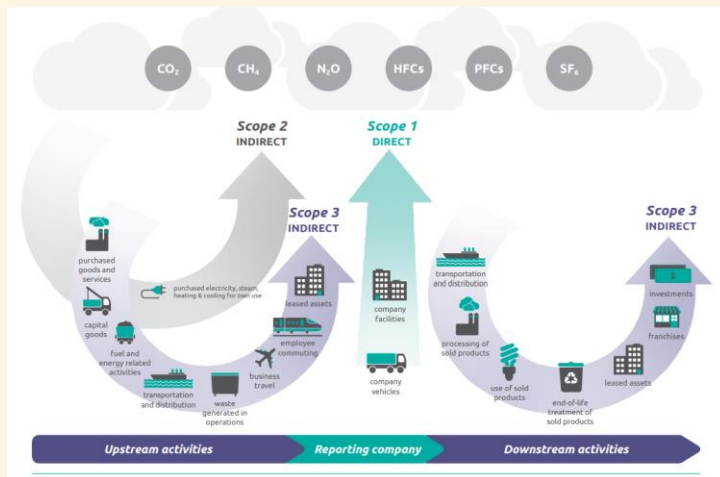 CO₂
CH₄
N₂O
HFCs
PFCs
SF₆
Scope 2
INDIRECT
Scope 1
DIRECT
Scope 3
INDIRECT
Scope 3
INDIRECT
purchased
goods and
services
capital
goods
fuel and
energy related
activities
transportation
and distribution
waste
generated in
operations
business
travel
employee
commuting
leased assets
purchased electricity, steam,
heating & cooling for own use
company
facilities
company
vehicles
transportation
and distribution
processing of
sold products
use of sold
products
end-of-life
treatment of
sold products
leased assets
franchises
investments
$
Upstream activities
Reporting company
Downstream activities